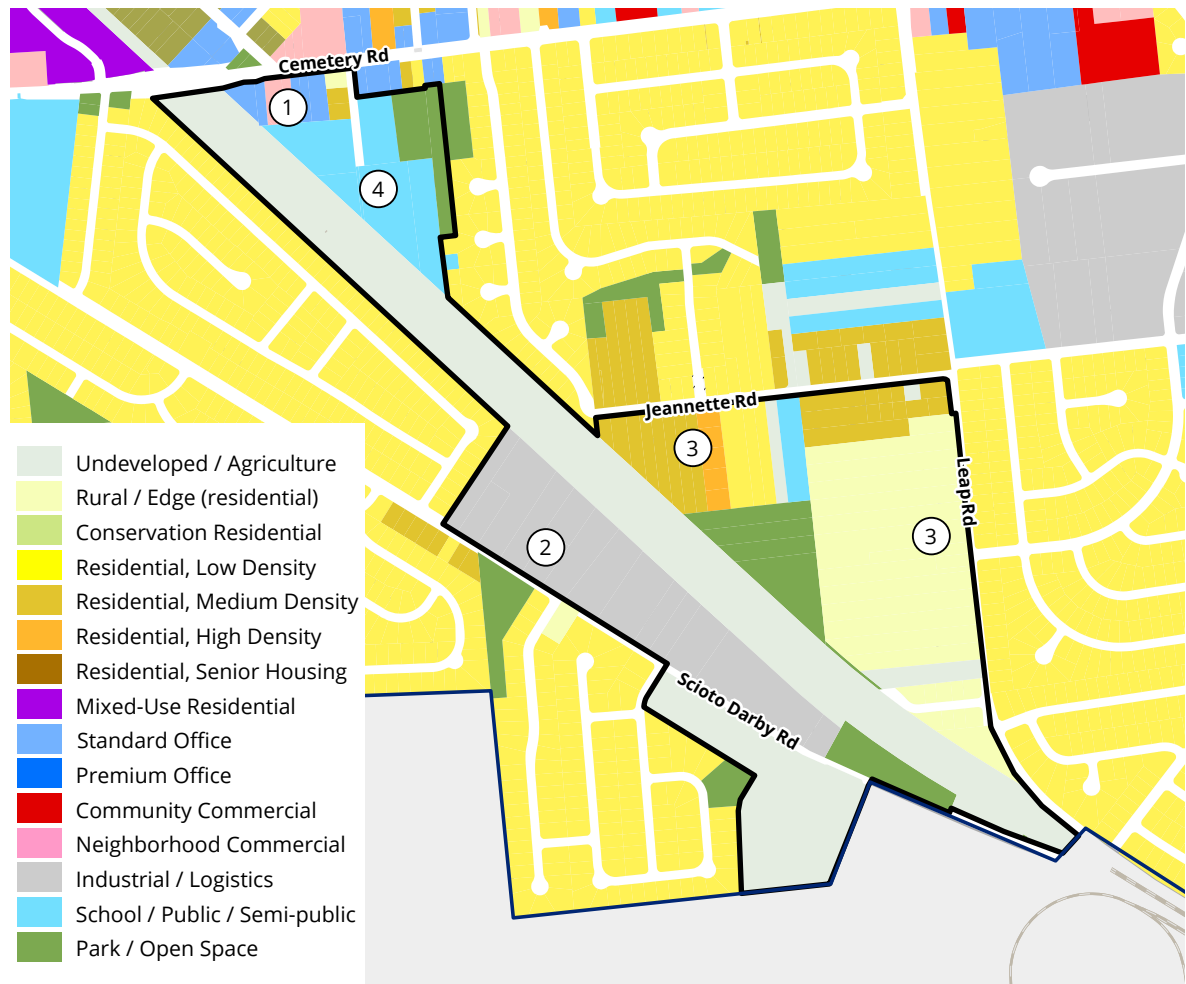 Cemetery Rd
1
4
Jeannette Rd
3
Leap Rd
3
2
Scioto Darby Rd
Undeveloped / Agriculture
Rural / Edge (residential)
Conservation Residential
Residential, Low Density
Residential, Medium Density
Residential, High Density
Residential, Senior Housing
Mixed-Use Residential
Standard Office
Premium Office
Community Commercial
Neighborhood Commercial
Industrial / Logistics
School / Public / Semi-public
Park / Open Space